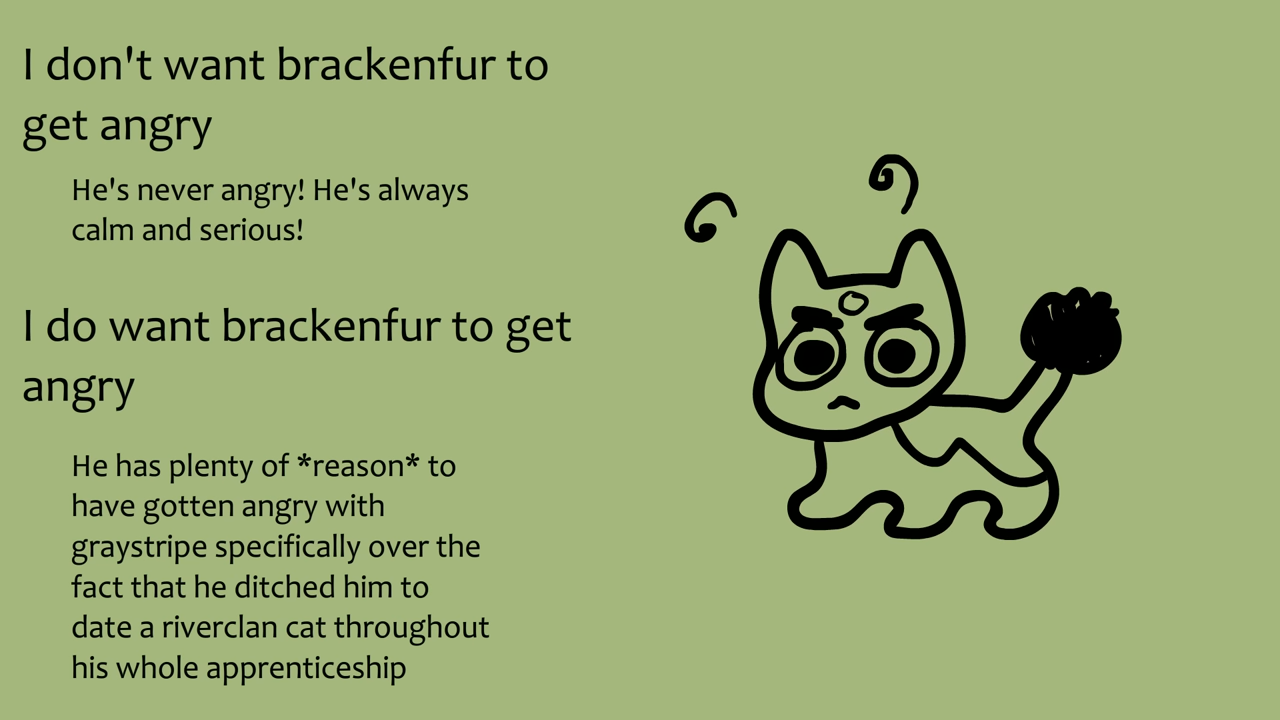 I don't want brackenfur to
get angry
He's never angry! He's always
calm and serious!
I do want brackenfur to get
angry
He has plenty of *reason* to
have gotten angry with
graystripe specifically over the
fact that he ditched him to
date a riverclan cat throughout
his whole apprenticeship